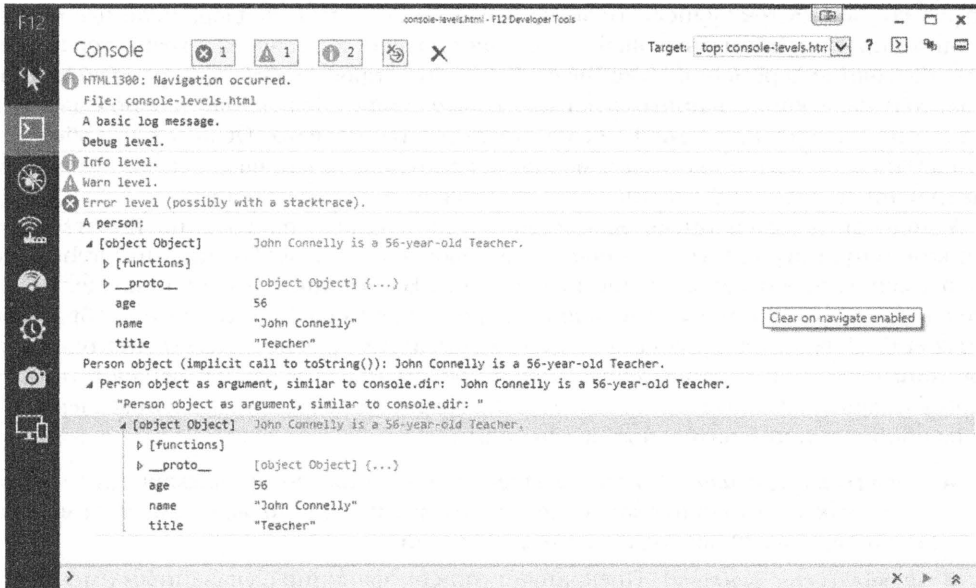 F12
console-levels.html - F12 Developer Tools
Console
1
1
2
Target: _top: console-levels.htm
?
HTML1300: Navigation occurred.
File: console-levels.html
A basic log message.
Debug level.
Info level.
Warn level.
Error level (possibly with a stacktrace).
A person:
[object Object] John Connelly is a 56-year-old Teacher.
[functions]
__proto__ [object Object] {...}
age 56
name "John Connelly"
Clear on navigate enabled
title "Teacher"
Person object (implicit call to toString()): John Connelly is a 56-year-old Teacher.
Person object as argument, similar to console.dir: John Connelly is a 56-year-old Teacher.
"Person object as argument, similar to console.dir: "
[object Object] John Connelly is a 56-year-old Teacher.
[functions]
__proto__ [object Object] {...}
age 56
name "John Connelly"
title "Teacher"